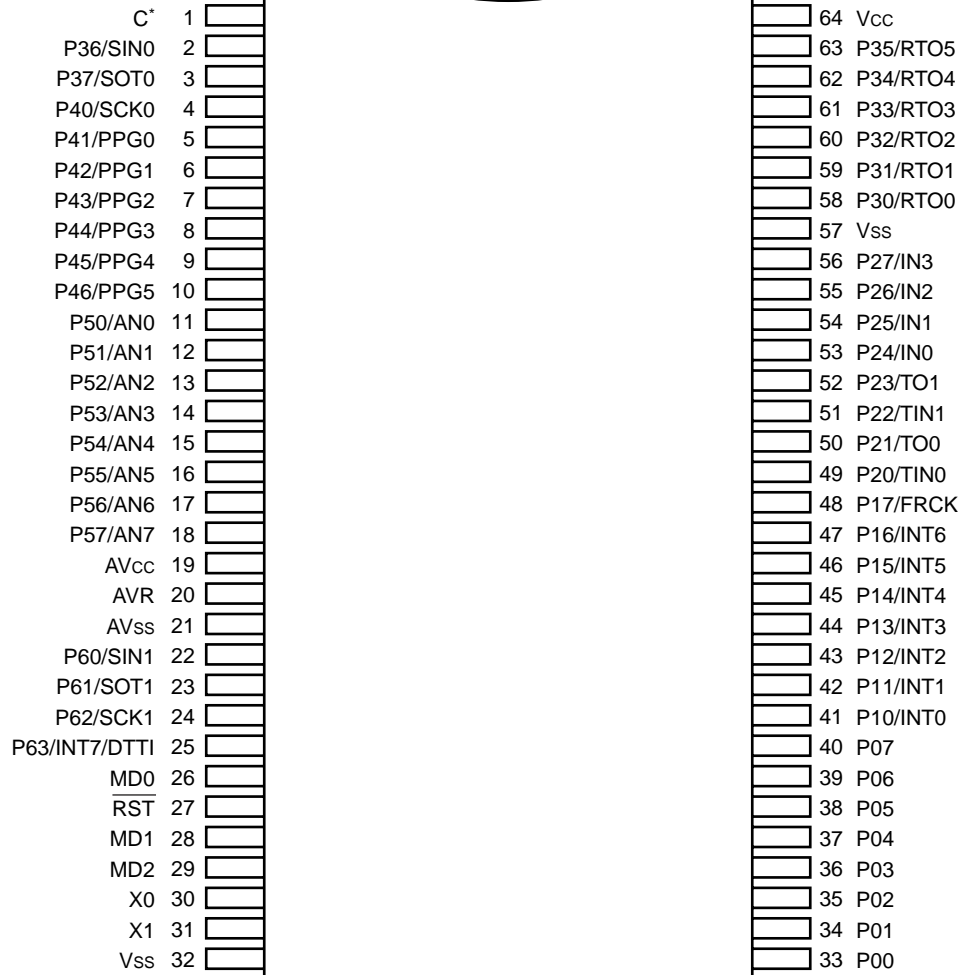 C* 1 64 Vcc
P36/SIN0 2 63 P35/RTO5
P37/SOT0 3 62 P34/RTO4
P40/SCK0 4 61 P33/RTO3
P41/PPG0 5 60 P32/RTO2
P42/PPG1 6 59 P31/RTO1
P43/PPG2 7 58 P30/RTO0
P44/PPG3 8 57 Vss
P45/PPG4 9 56 P27/IN3
P46/PPG5 10 55 P26/IN2
P50/AN0 11 54 P25/IN1
P51/AN1 12 53 P24/IN0
P52/AN2 13 52 P23/TO1
P53/AN3 14 51 P22/TIN1
P54/AN4 15 50 P21/TO0
P55/AN5 16 49 P20/TIN0
P56/AN6 17 48 P17/FRCK
P57/AN7 18 47 P16/INT6
AVcc 19 46 P15/INT5
AVR 20 45 P14/INT4
AVss 21 44 P13/INT3
P60/SIN1 22 43 P12/INT2
P61/SOT1 23 42 P11/INT1
P62/SCK1 24 41 P10/INT0
P63/INT7/DTTI 25 40 P07
MD0 26 39 P06
RST 27 38 P05
MD1 28 37 P04
MD2 29 36 P03
X0 30 35 P02
X1 31 34 P01
Vss 32 33 P00